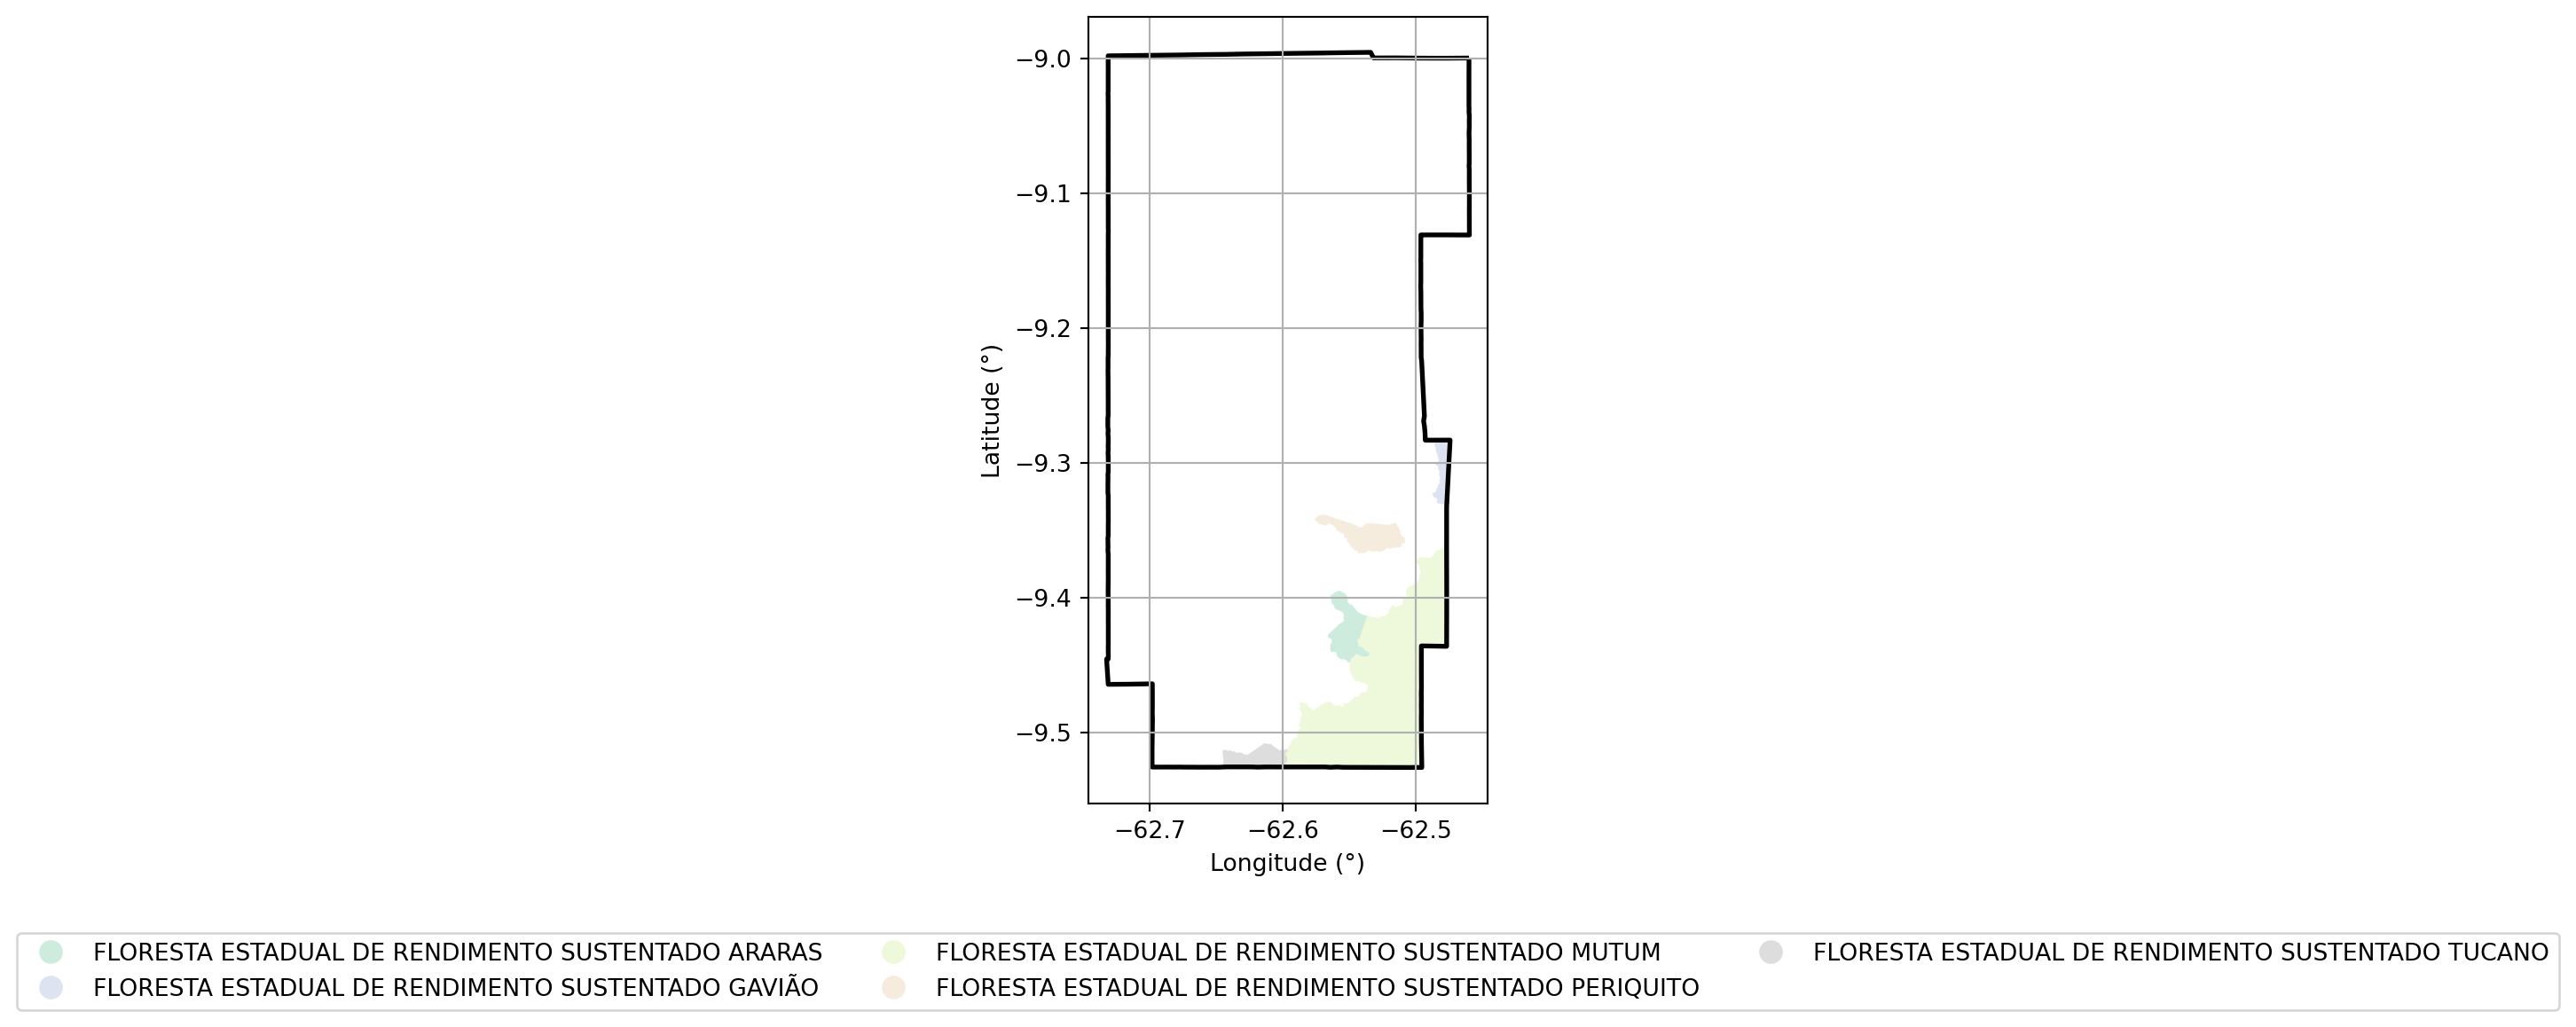 −9.0
−9.1
−9.2
−9.3
−9.4
−9.5
Latitude (°)
−62.7 −62.6 −62.5
Longitude (°)
FLORESTA ESTADUAL DE RENDIMENTO SUSTENTADO ARARAS
FLORESTA ESTADUAL DE RENDIMENTO SUSTENTADO GAVIÃO
FLORESTA ESTADUAL DE RENDIMENTO SUSTENTADO MUTUM
FLORESTA ESTADUAL DE RENDIMENTO SUSTENTADO PERIQUITO
FLORESTA ESTADUAL DE RENDIMENTO SUSTENTADO TUCANO